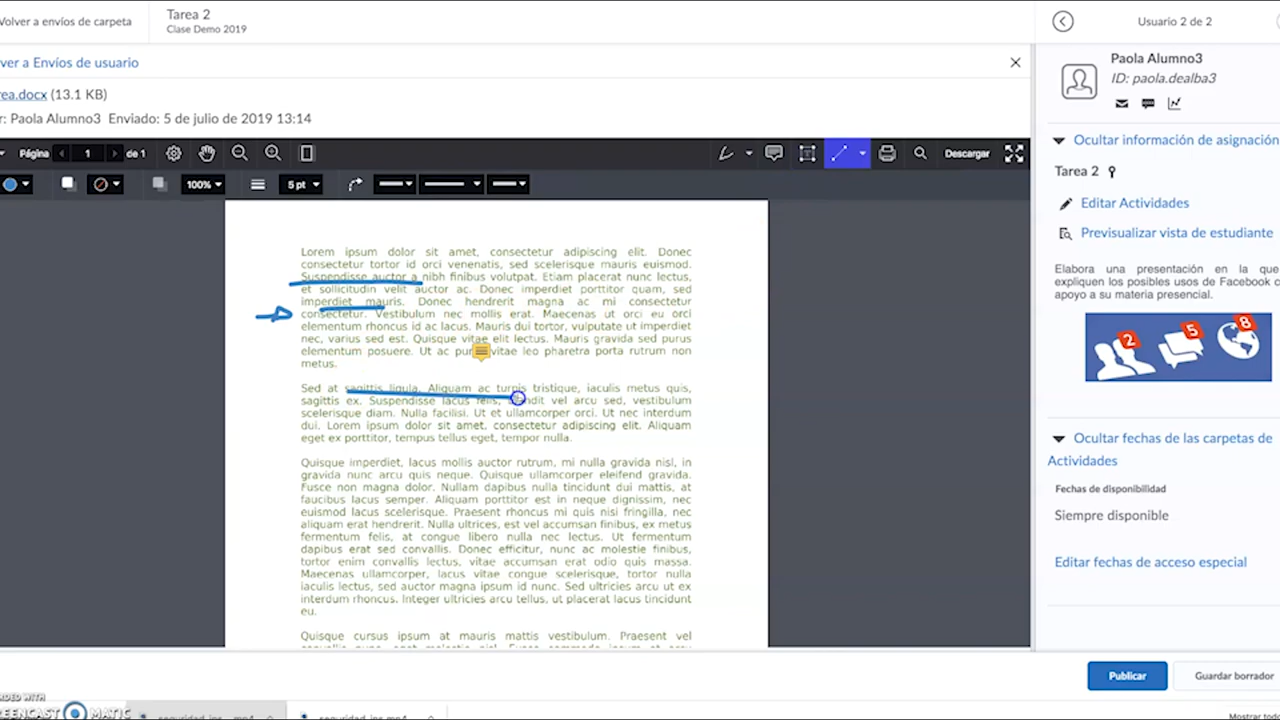 Volver a envíos de carpeta
Tarea 2
Clase Demo 2019
Usuario 2 de 2
ver a Envíos de usuario
rea.docx (13.1 KB)
r: Paola Alumno3 Enviado: 5 de julio de 2019 13:14
Paola Alumno3
ID: paola.dealba3
Página 1 de 1
Descargar
100%
5 pt
Ocultar información de asignación
Tarea 2
Editar Actividades
Previsualizar vista de estudiante
Elabora una presentación en la que
expliquen los posibles usos de Facebook c
apoyo a su materia presencial.
2 5 8
Ocultar fechas de las carpetas de
Actividades
Fechas de disponibilidad
Siempre disponible
Editar fechas de acceso especial
Lorem ipsum dolor sit amet, consectetur adipiscing elit. Donec
consectetur tortor id orci venenatis, sed scelerisque mauris euismod.
Suspendisse auctor a nibh finibus volutpat. Etiam placerat nunc lectus,
et sollicitudin velit auctor ac. Donec imperdiet porttitor quam, sed
imperdiet mauris. Donec hendrerit magna ac mi consectetur
consectetur. Vestibulum nec mollis erat. Maecenas ut orci eu orci
elementum rhoncus id ac lacus. Mauris dui tortor, vulputate ut imperdiet
nec, varius sed est. Quisque vitae elit lectus. Mauris gravida sed purus
elementum posuere. Ut ac vitae leo pharetra porta rutrum non
metus.
Sed at sagittis ligula. Aliquam ac turpis tristique, iaculis metus quis,
sagittis ex. Suspendisse lacus felis, blandit vel arcu sed, vestibulum
scelerisque diam. Nulla facilisi. Ut et ullamcorper orci. Ut nec interdum
dui. Lorem ipsum dolor sit amet, consectetur adipiscing elit. Aliquam
eget ex porttitor, tempus tellus eget, tempor nulla.
Quisque imperdiet, lacus mollis auctor rutrum, mi nulla gravida nisl, in
gravida nunc arcu quis neque. Quisque ullamcorper eleifend gravida.
Fusce non magna dolor. Nullam dapibus nulla tincidunt dui mattis, at
faucibus lacus semper. Aliquam porttitor est in neque dignissim, nec
euismod lacus scelerisque. Praesent rhoncus mi quis nisi fringilla, nec
aliquam erat hendrerit. Nulla ultrices, est vel accumsan finibus, ex metus
fermentum felis, at congue libero nulla nec lectus. Ut fermentum
dapibus erat sed convallis. Donec efficitur, nunc ac molestie finibus,
tortor enim convallis lectus, vitae accumsan erat odio quis massa.
Maecenas ullamcorper, lacus vitae congue scelerisque, tortor nulla
iaculis lectus, sed auctor magna ipsum id nunc. Sed ultricies arcu ut ex
interdum rhoncus. Integer ultricies arcu tellus, ut placerat lacus tincidunt
eu.
Quisque cursus ipsum at mauris mattis vestibulum. Praesent vel
Publicar
Guardar borrador
Mostrar todo